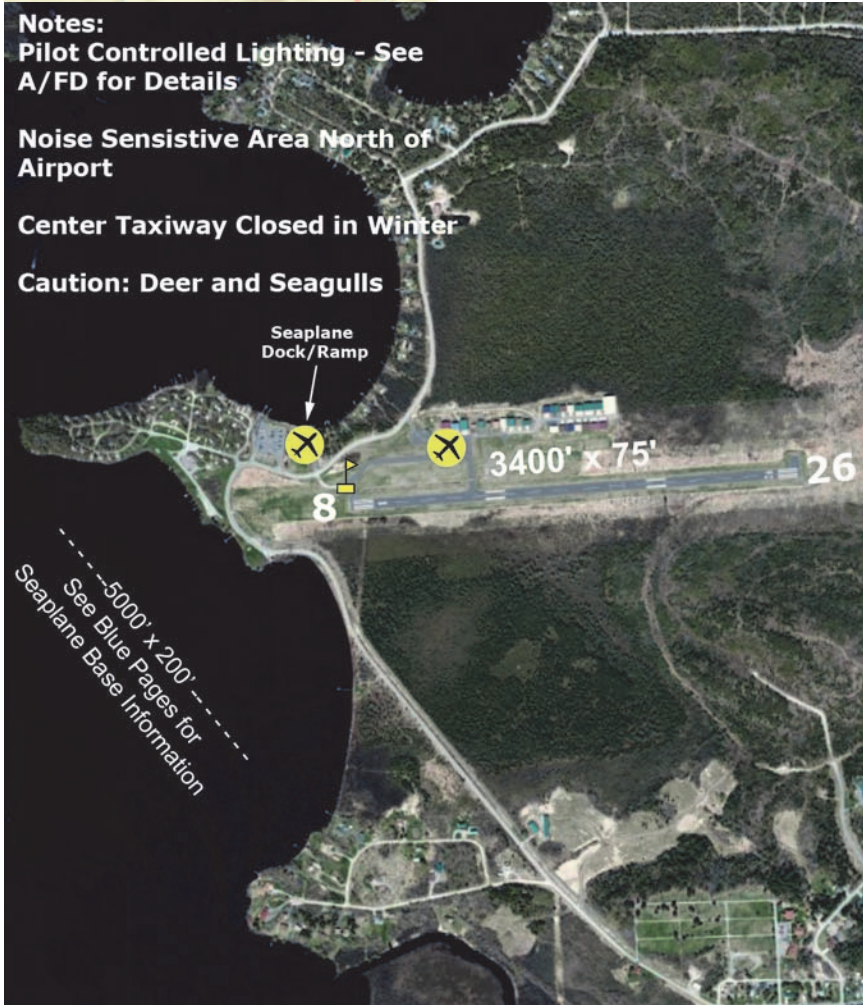 Notes:
Pilot Controlled Lighting - See
A/FD for Details
Noise Sensistive Area North of
Airport
Center Taxiway Closed in Winter
Caution: Deer and Seagulls
Seaplane
Dock/Ramp
3400' x 75'
26
8
- - - - --5000' x 200'-- - - - - -
See Blue Pages for
Seaplane Base Information